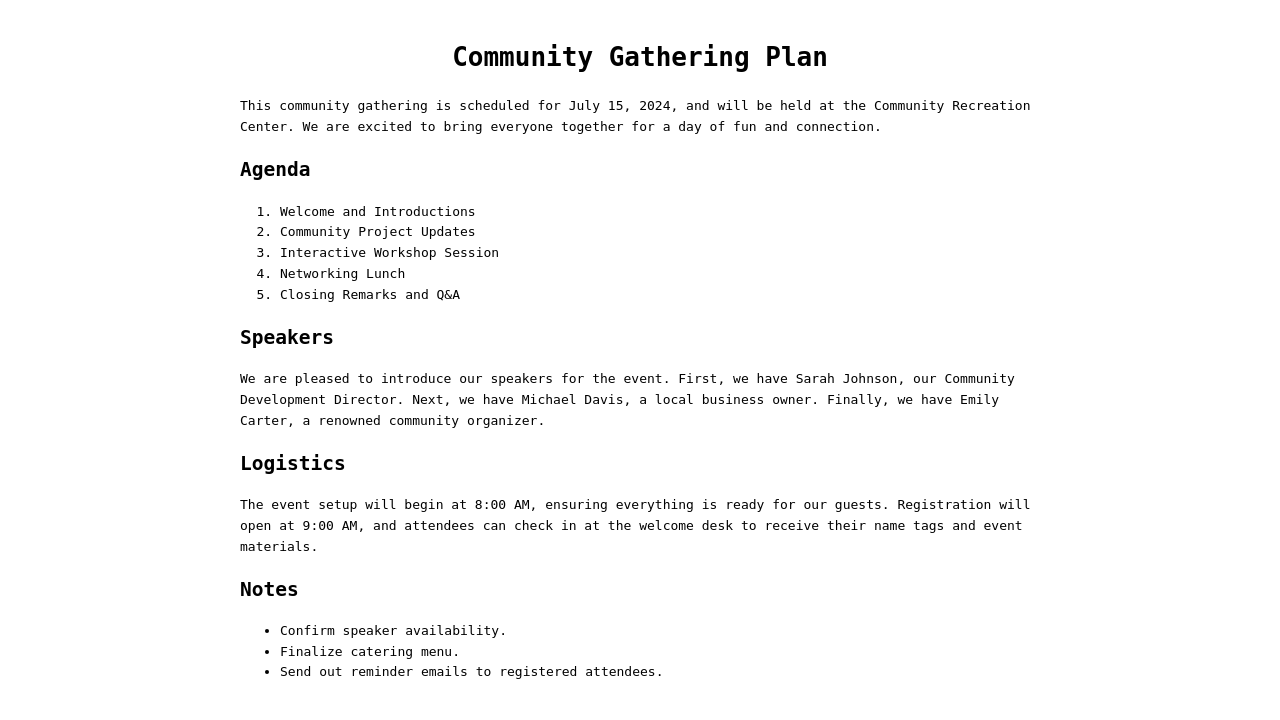 Community Gathering Plan
This community gathering is scheduled for July 15, 2024, and will be held at the Community Recreation
Center. We are excited to bring everyone together for a day of fun and connection.
Agenda
1. Welcome and Introductions
2. Community Project Updates
3. Interactive Workshop Session
4. Networking Lunch
5. Closing Remarks and Q&A
Speakers
We are pleased to introduce our speakers for the event. First, we have Sarah Johnson, our Community
Development Director. Next, we have Michael Davis, a local business owner. Finally, we have Emily
Carter, a renowned community organizer.
Logistics
The event setup will begin at 8:00 AM, ensuring everything is ready for our guests. Registration will
open at 9:00 AM, and attendees can check in at the welcome desk to receive their name tags and event
materials.
Notes
• Confirm speaker availability.
• Finalize catering menu.
• Send out reminder emails to registered attendees.